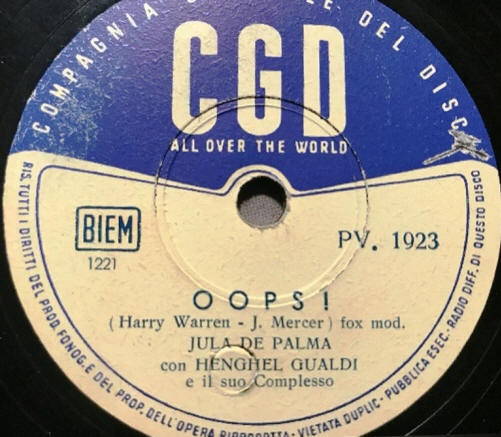 COMPAGNIA GENERALE DEL DISCO
CGD
ALL OVER THE WORLD
BIEM
1221
PV. 1923
OOPS!
(Harry Warren - J. Mercer) fox mod.
JULA DE PALMA
con HENGHEL GUALDI
e il suo Complesso
RIS. TUTTI I DIRITTI DEL PROD. FONOG. E DEL PROP. DELL'OPERA RIPRODOTTA - VIETATA DUPLIC. - PUBBLICA ESEC. - RADIO DIFF. DI QUESTO DISCO